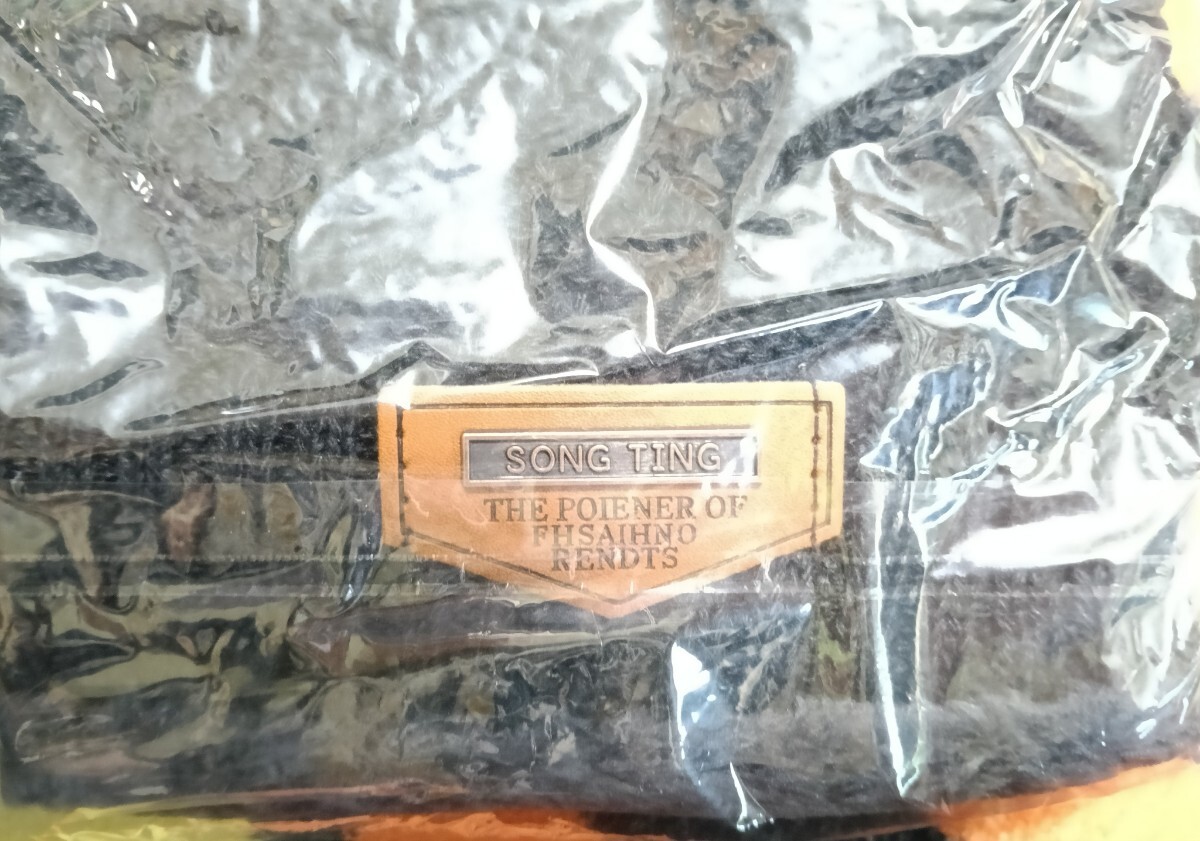 SONG TING
THE POIENER OF
FHSAIHNO
RENDTS